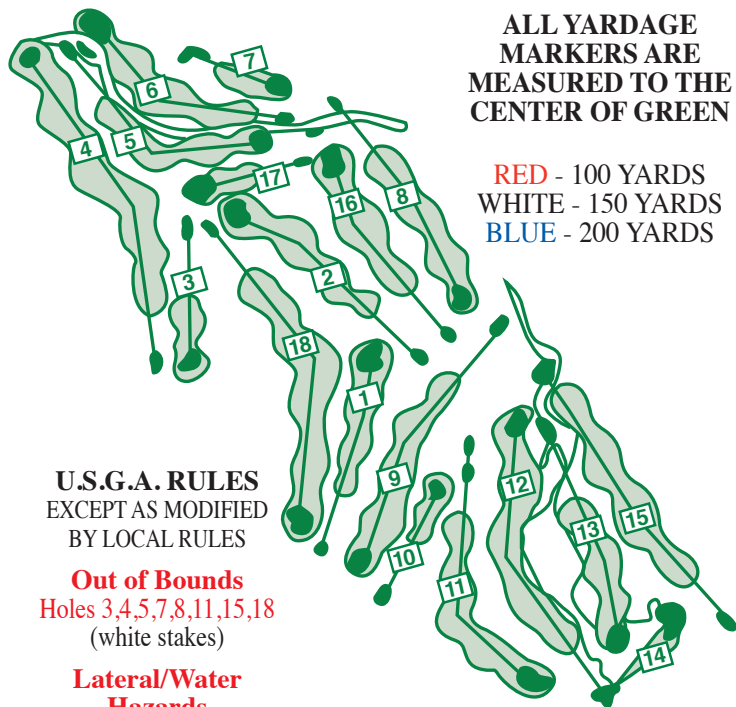 ALL YARDAGE
MARKERS ARE
MEASURED TO THE
CENTER OF GREEN
RED - 100 YARDS
WHITE - 150 YARDS
BLUE - 200 YARDS
7
6
5
4
17
16
8
3
2
18
1
9
10
11
12
13
15
14
U.S.G.A. RULES
EXCEPT AS MODIFIED
BY LOCAL RULES
Out of Bounds
Holes 3,4,5,7,8,11,15,18
(white stakes)
Lateral/Water
Hazards